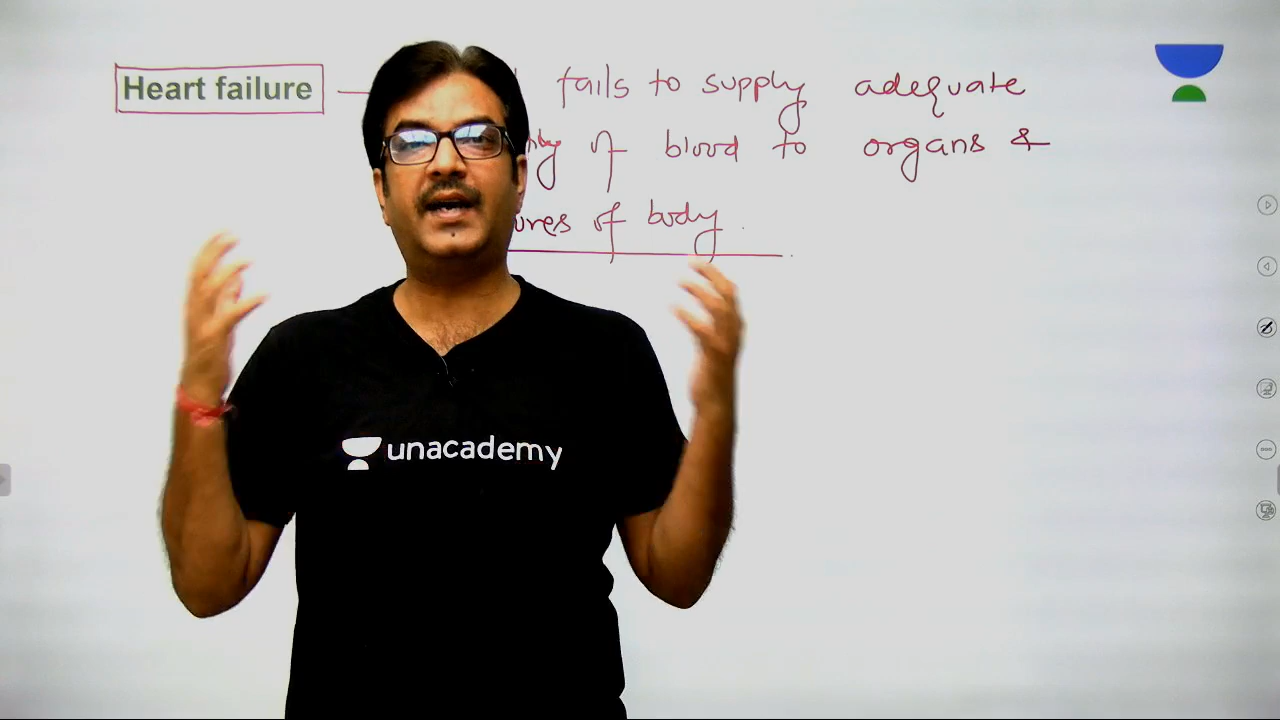 Heart failure fails to supply adequate
of blood to organs &
of body.
unacademy